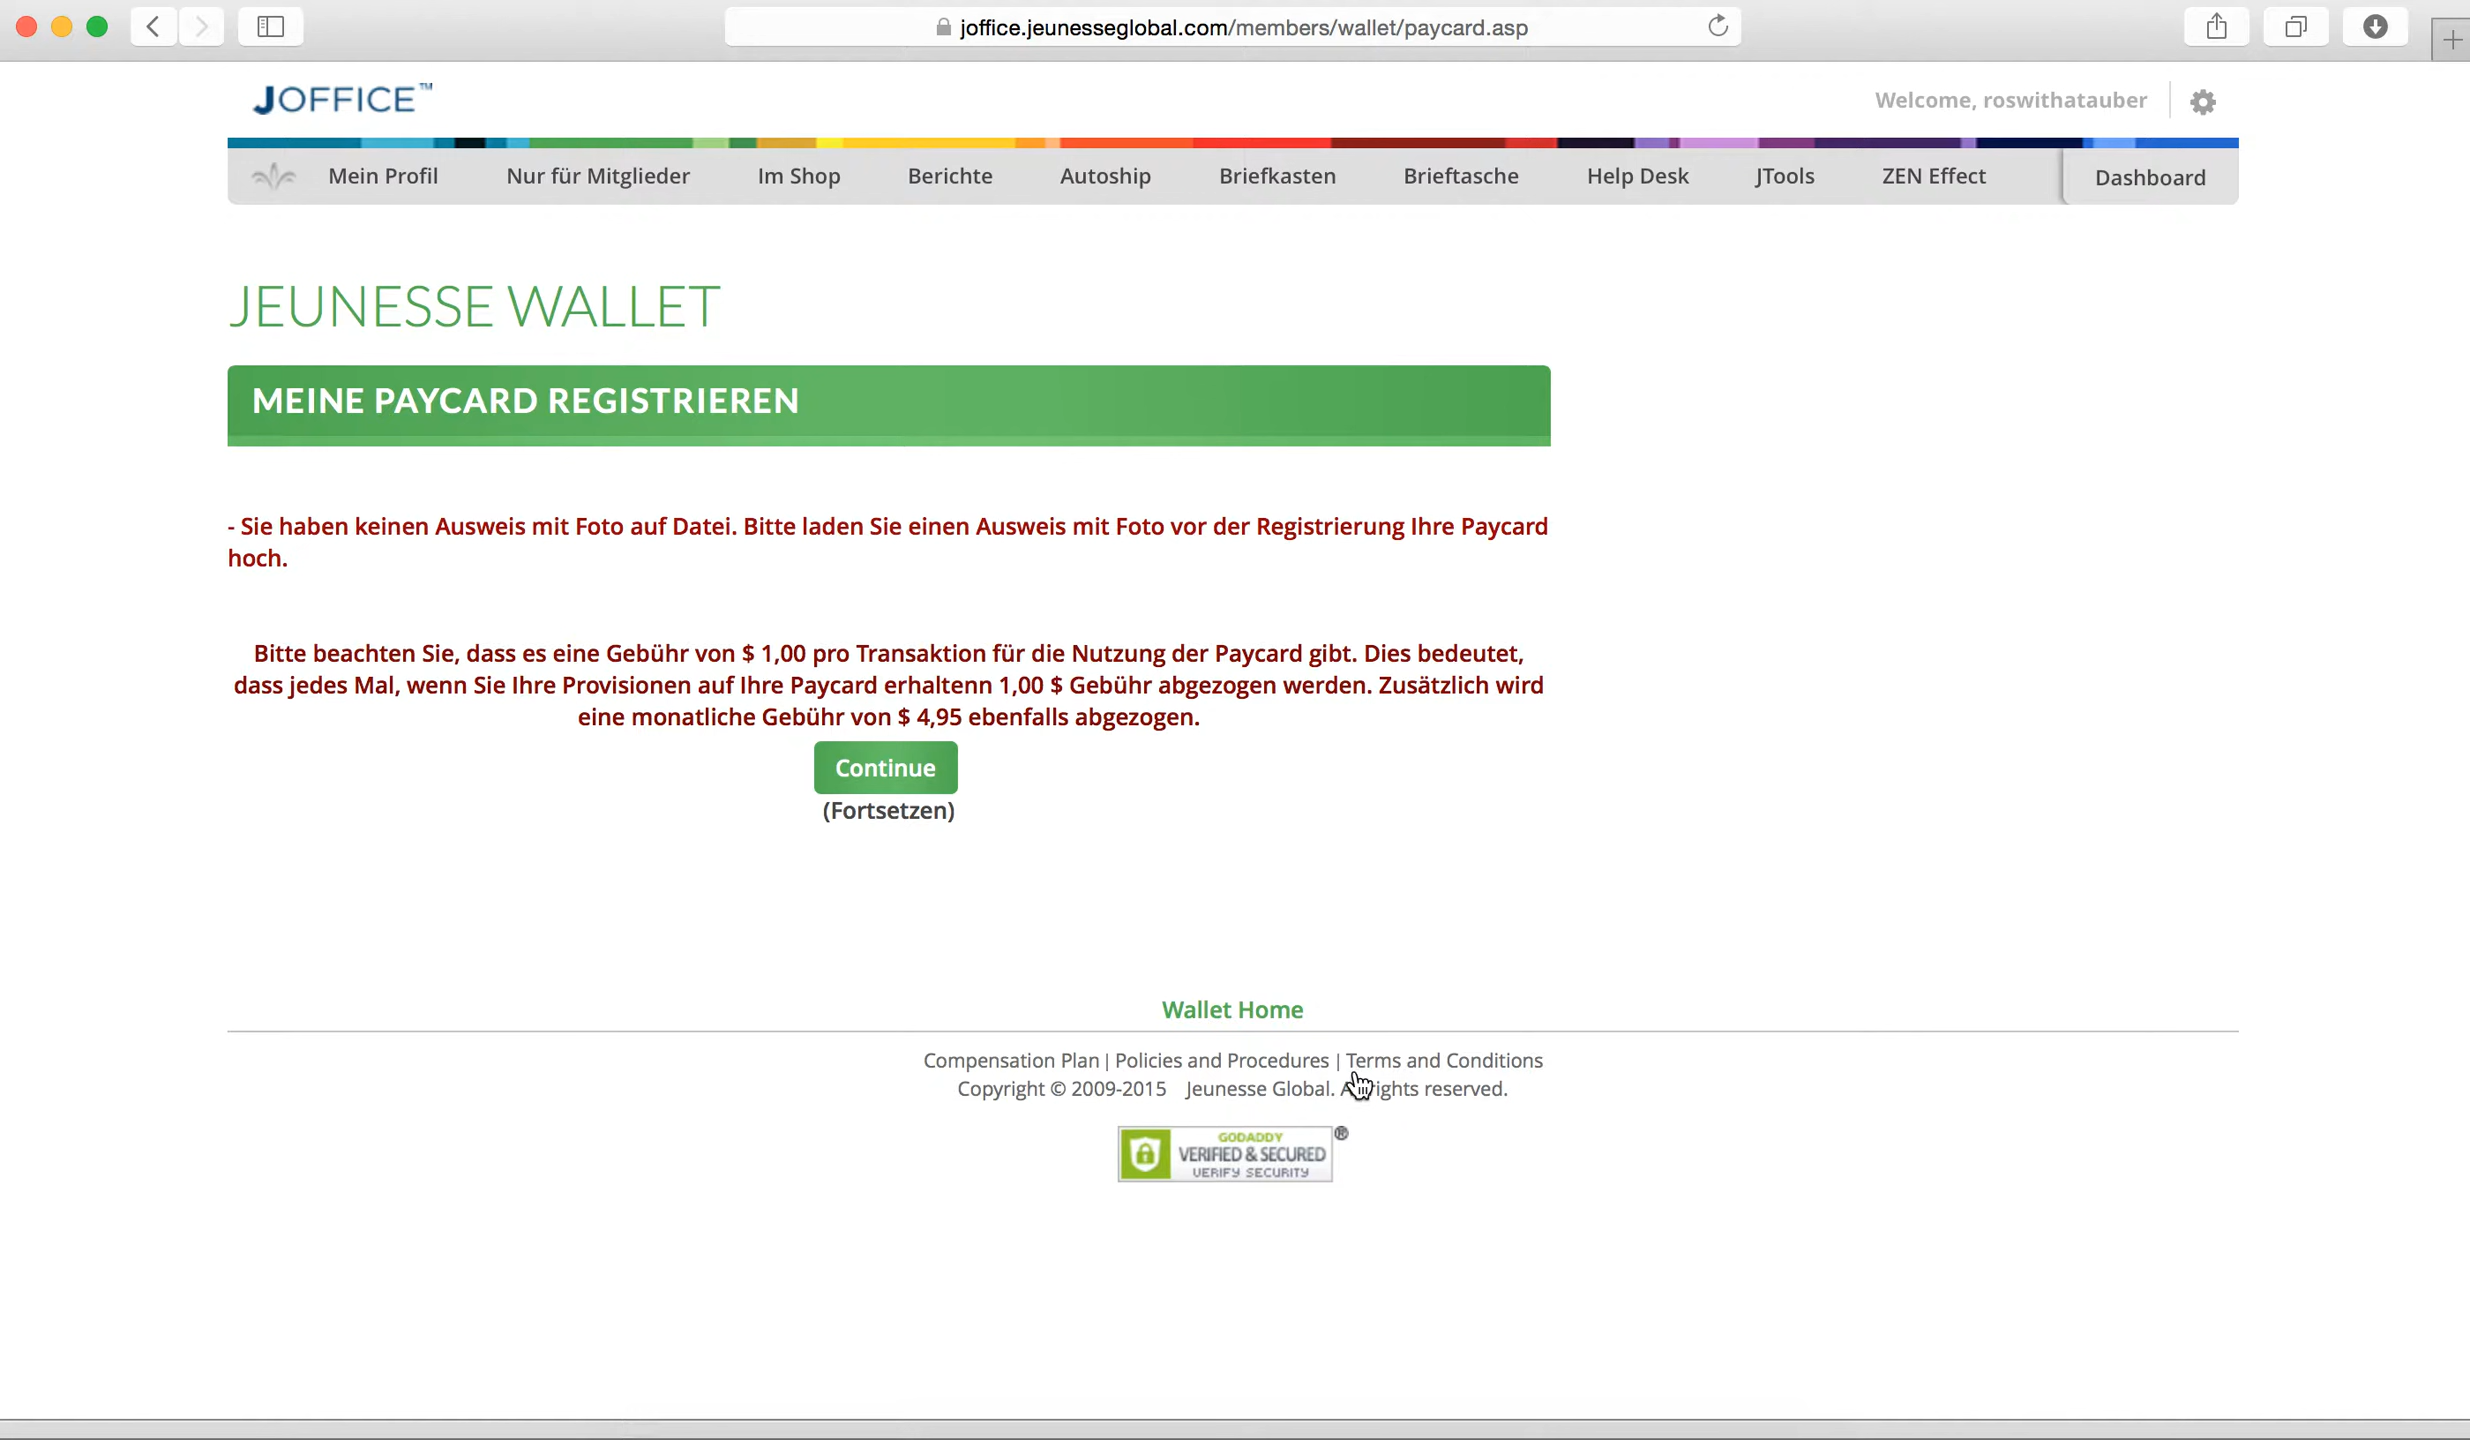 joffice.jeunesseglobal.com/members/wallet/paycard.asp
JOFFICE™
Welcome, roswithatauber
Mein Profil Nur für Mitglieder Im Shop Berichte Autoship Briefkasten Brieftasche Help Desk JTools ZEN Effect Dashboard
JEUNESSE WALLET
MEINE PAYCARD REGISTRIEREN
- Sie haben keinen Ausweis mit Foto auf Datei. Bitte laden Sie einen Ausweis mit Foto vor der Registrierung Ihre Paycard
hoch.
Bitte beachten Sie, dass es eine Gebühr von $ 1,00 pro Transaktion für die Nutzung der Paycard gibt. Dies bedeutet,
dass jedes Mal, wenn Sie Ihre Provisionen auf Ihre Paycard erhaltenn 1,00 $ Gebühr abgezogen werden. Zusätzlich wird
eine monatliche Gebühr von $ 4,95 ebenfalls abgezogen.
Continue
(Fortsetzen)
Wallet Home
Compensation Plan | Policies and Procedures | Terms and Conditions
Copyright © 2009-2015 Jeunesse Global. rights reserved.
GODADDY ®
VERIFIED & SECURED
VERIFY SECURITY